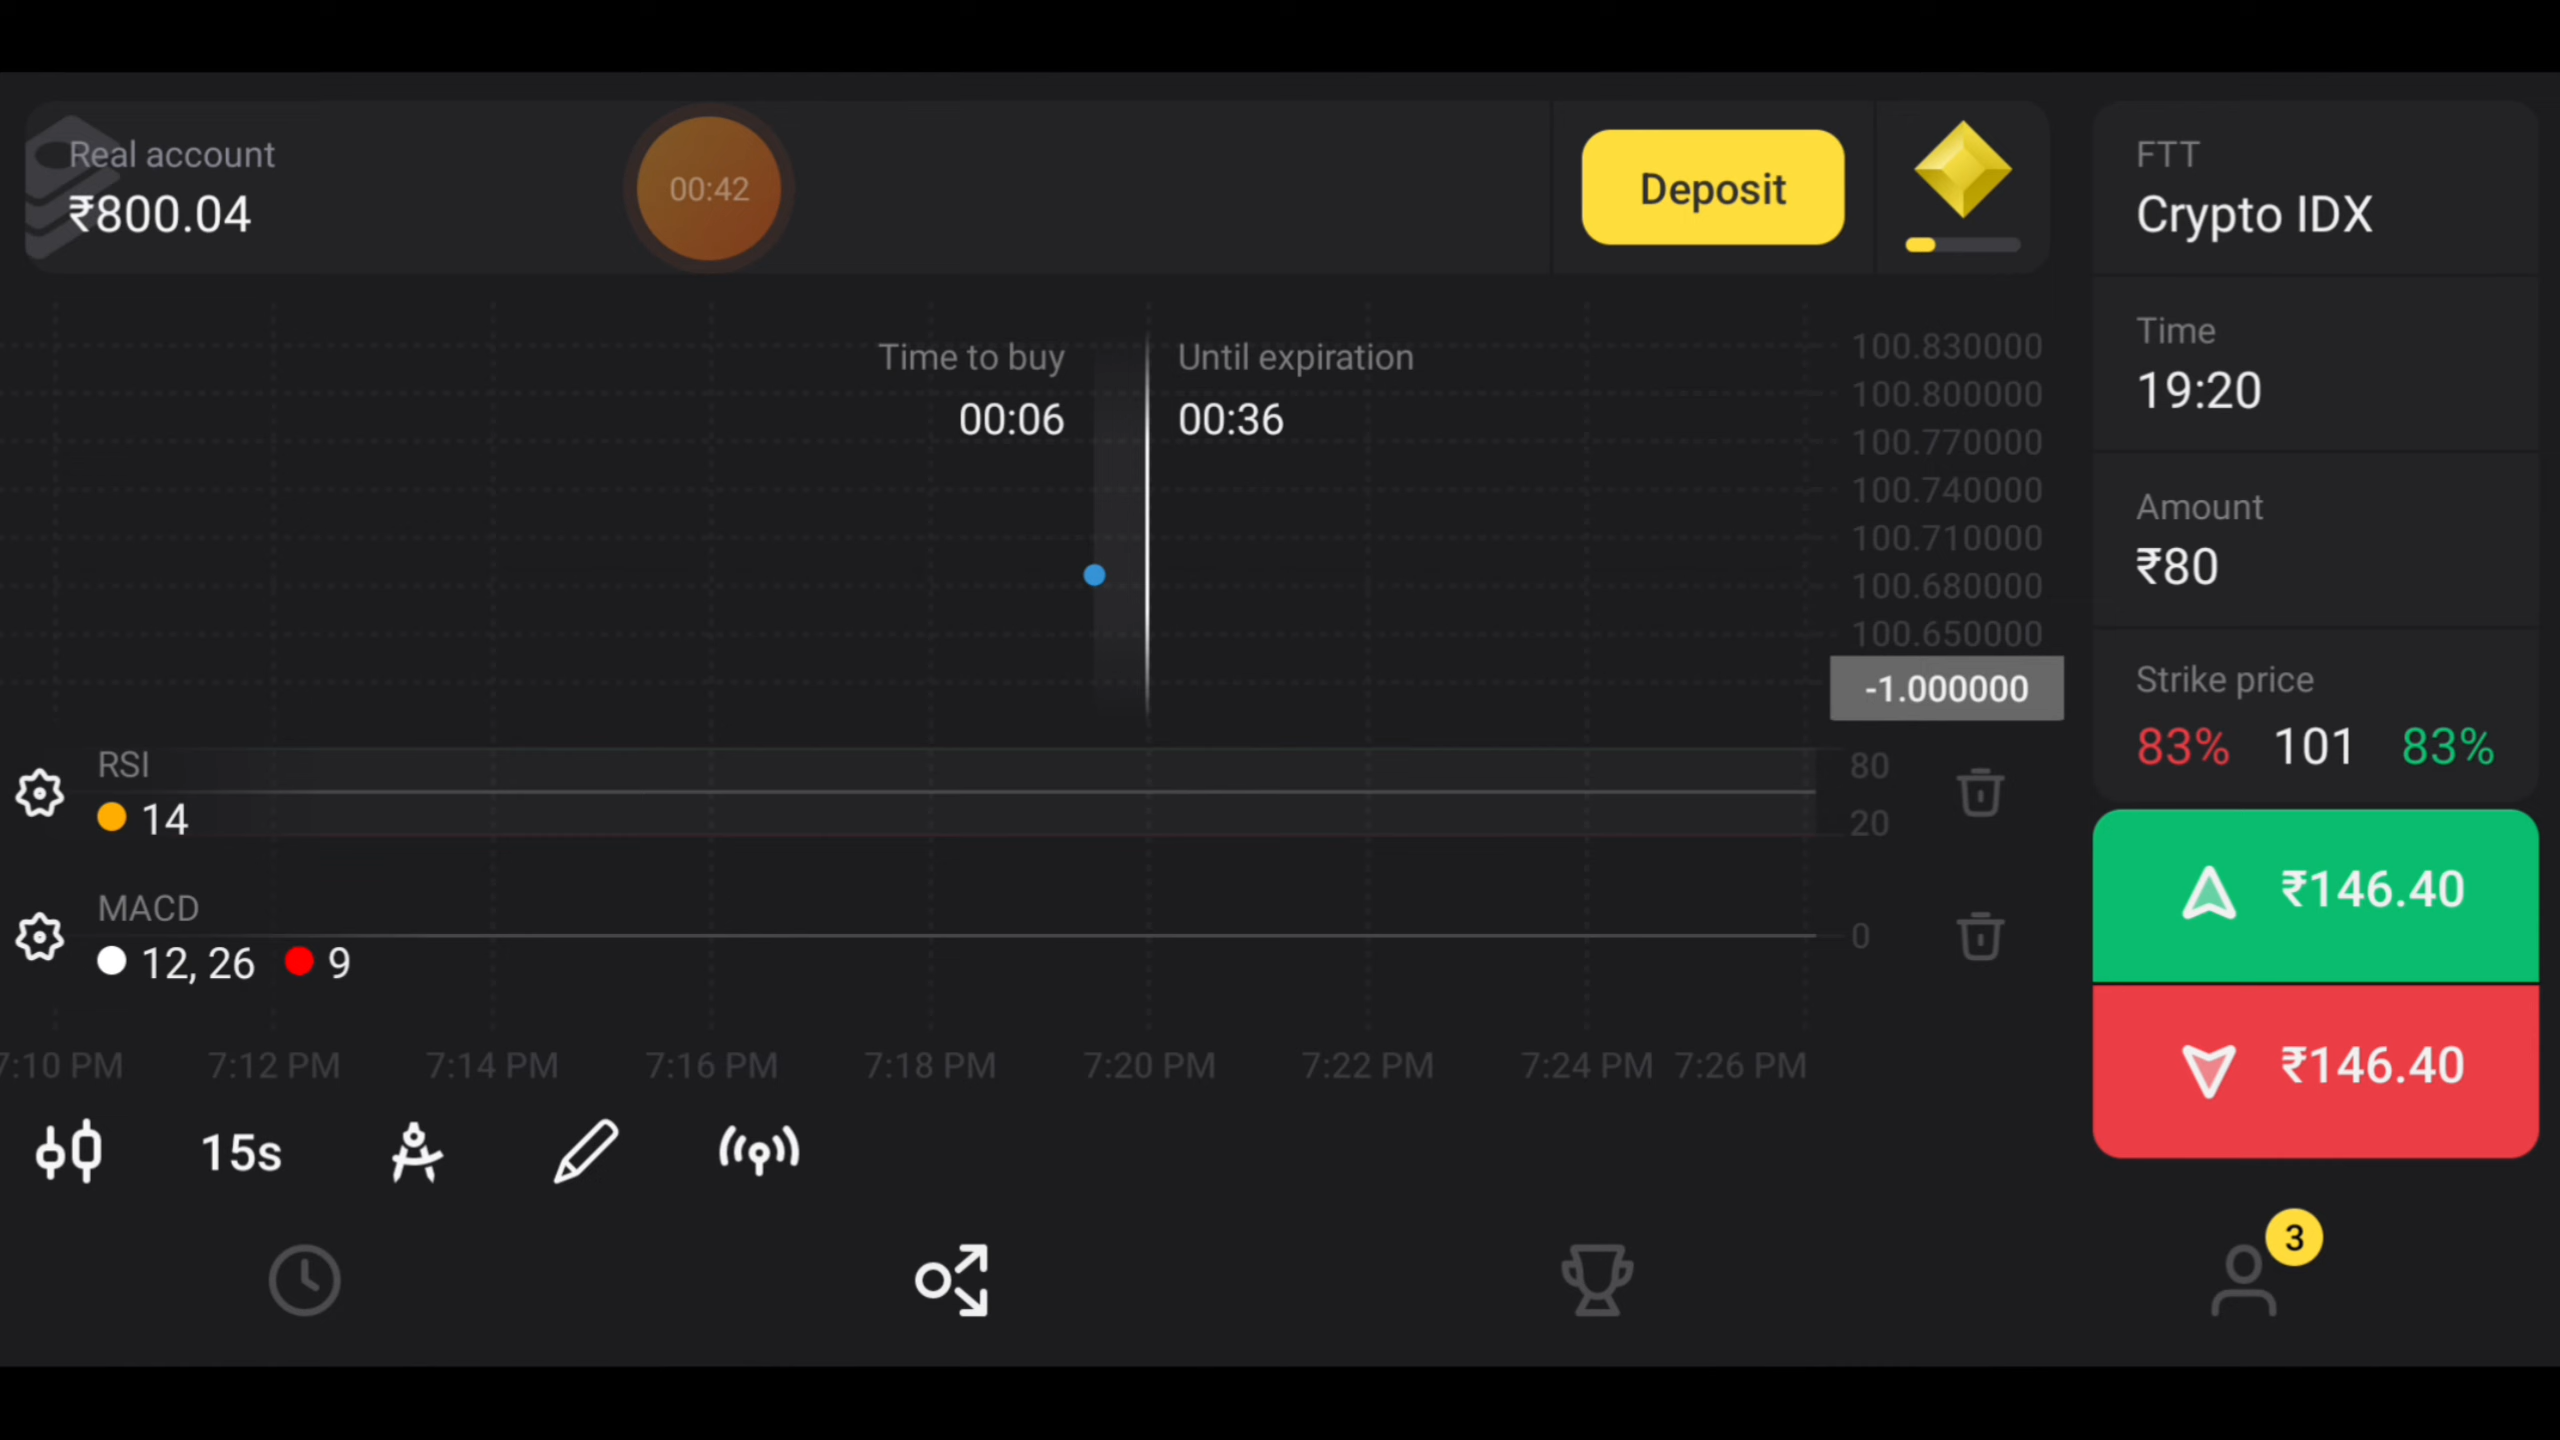 Real account
₹800.04
00:42
Deposit
FTT
Crypto IDX
Time
19:20
Amount
₹80
Strike price
83% 101 83%
₹146.40
₹146.40
Time to buy
00:06
Until expiration
00:36
100.830000
100.800000
100.770000
100.740000
100.710000
100.680000
100.650000
-1.000000
RSI
14
80
20
MACD
12, 26 9
0
7:10 PM 7:12 PM 7:14 PM 7:16 PM 7:18 PM 7:20 PM 7:22 PM 7:24 PM 7:26 PM
15s
3